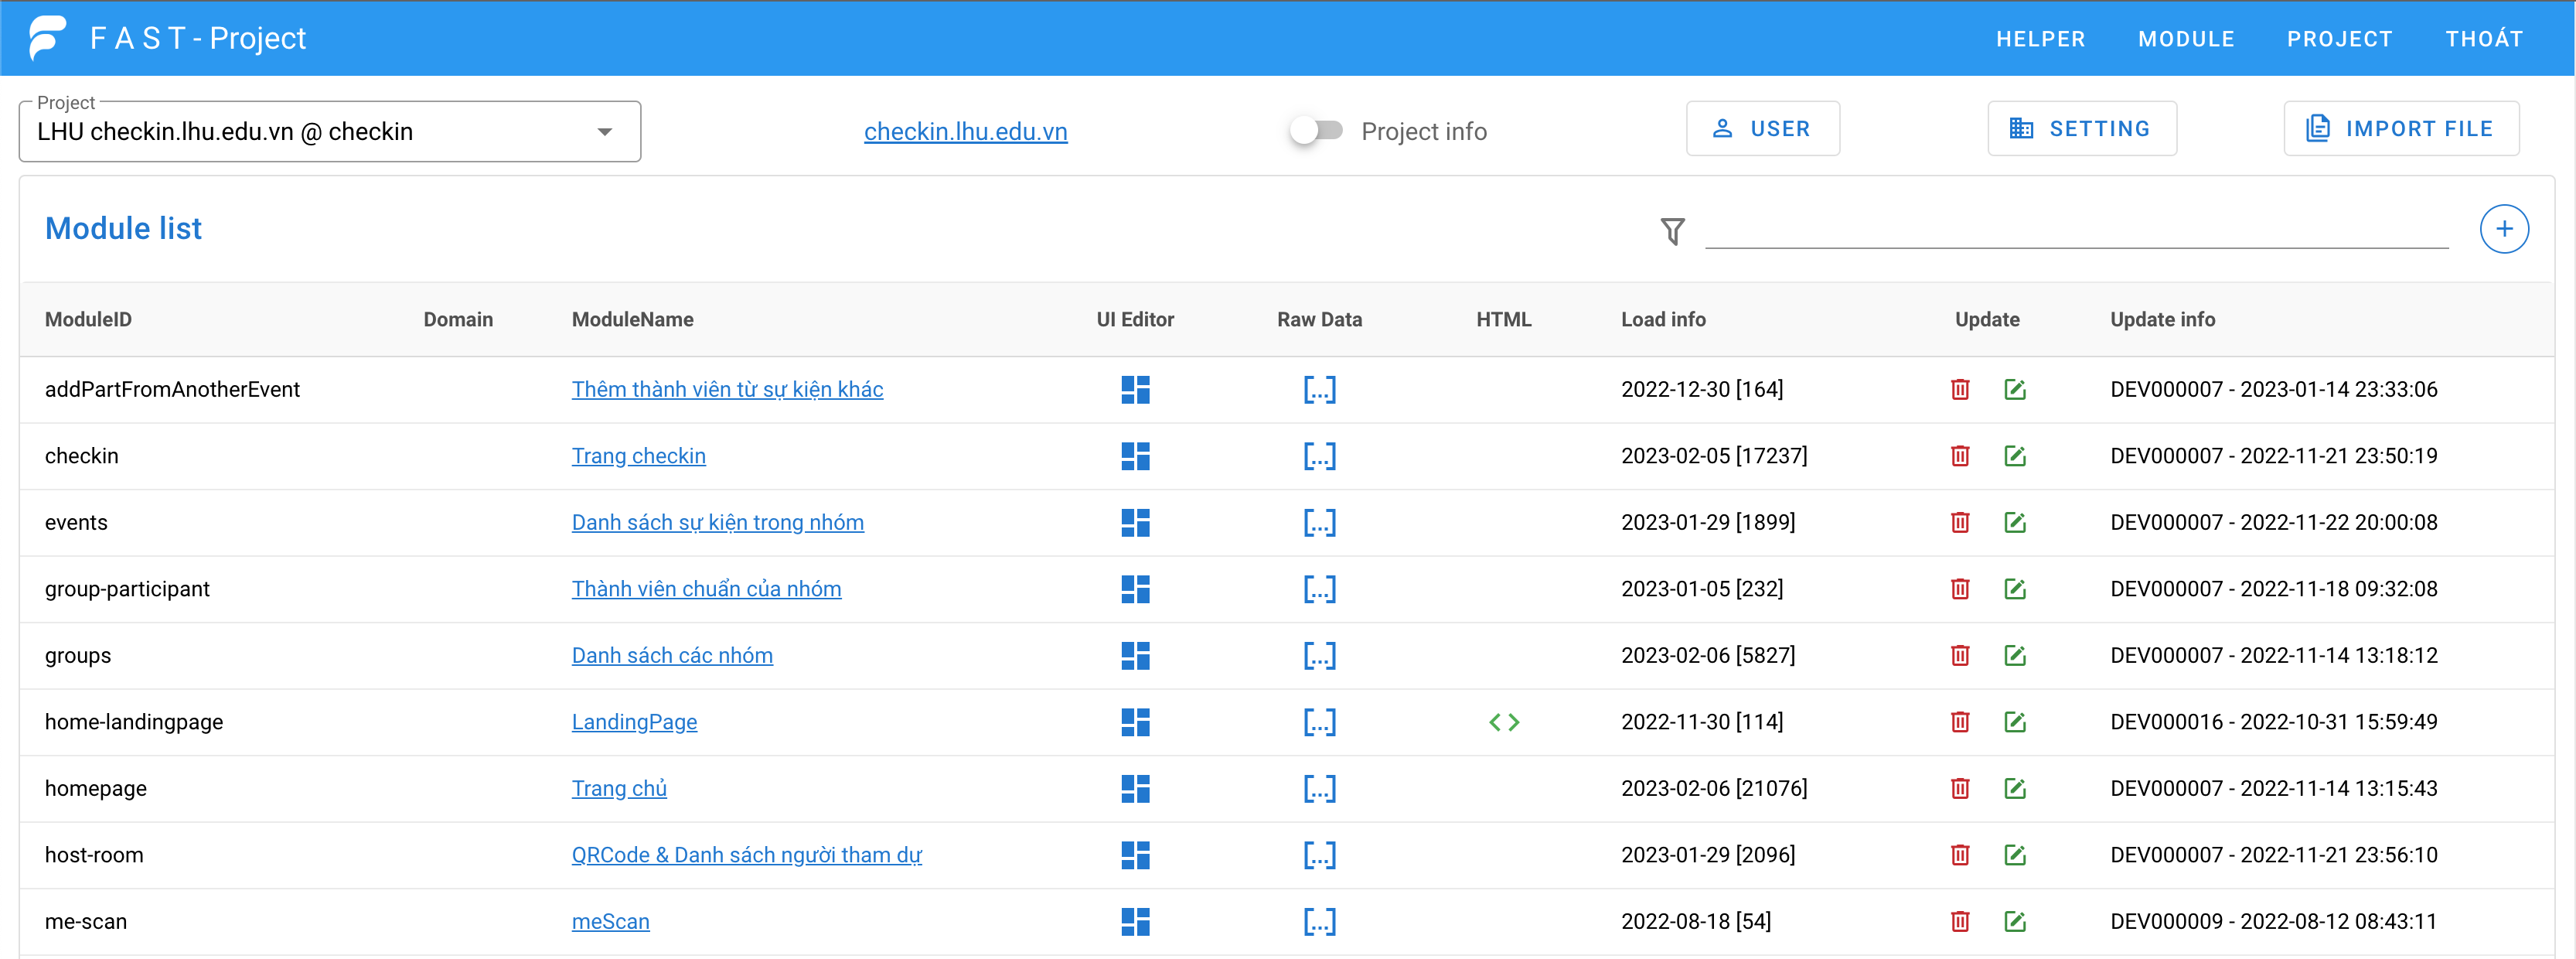 F A S T - Project HELPER MODULE PROJECT THOÁT
Project
LHU checkin.lhu.edu.vn @ checkin checkin.lhu.edu.vn Project info USER SETTING IMPORT FILE
Module list
ModuleID Domain ModuleName UI Editor Raw Data HTML Load info Update Update info
addPartFromAnotherEvent Thêm thành viên từ sự kiện khác [...] 2022-12-30 [164] DEV000007 - 2023-01-14 23:33:06
checkin Trang checkin [...] 2023-02-05 [17237] DEV000007 - 2022-11-21 23:50:19
events Danh sách sự kiện trong nhóm [...] 2023-01-29 [1899] DEV000007 - 2022-11-22 20:00:08
group-participant Thành viên chuẩn của nhóm [...] 2023-01-05 [232] DEV000007 - 2022-11-18 09:32:08
groups Danh sách các nhóm [...] 2023-02-06 [5827] DEV000007 - 2022-11-14 13:18:12
home-landingpage LandingPage [...] <> 2022-11-30 [114] DEV000016 - 2022-10-31 15:59:49
homepage Trang chủ [...] 2023-02-06 [21076] DEV000007 - 2022-11-14 13:15:43
host-room QRCode & Danh sách người tham dự [...] 2023-01-29 [2096] DEV000007 - 2022-11-21 23:56:10
me-scan meScan [...] 2022-08-18 [54] DEV000009 - 2022-08-12 08:43:11